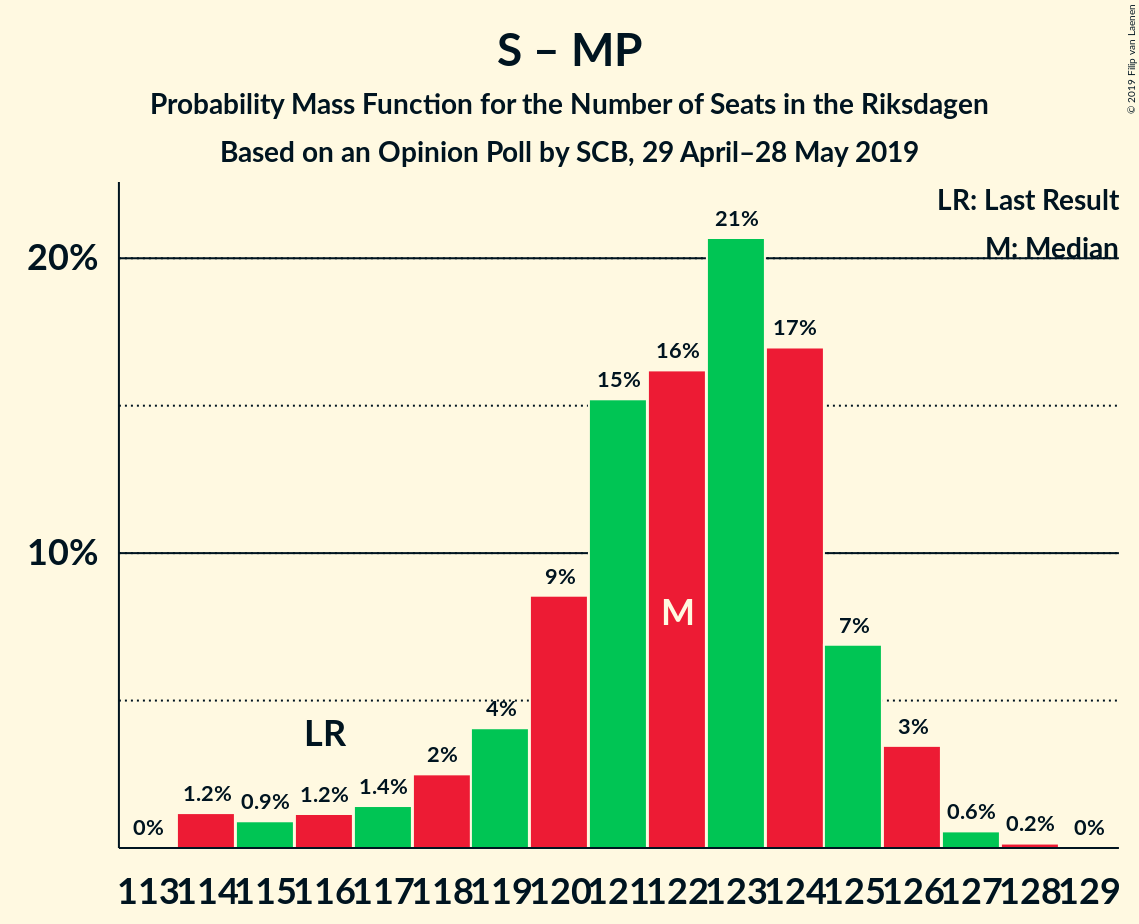 © 2019 Filip van Laenen
S – MP
Probability Mass Function for the Number of Seats in the Riksdagen
Based on an Opinion Poll by SCB, 29 April–28 May 2019
LR: Last Result
M: Median
20%
10%
0% 1.2% 0.9% 1.2% 1.4% 2% 4% 9% 15% 16% 21% 17% 7% 3% 0.6% 0.2% 0%
LR
M
113 114 115 116 117 118 119 120 121 122 123 124 125 126 127 128 129